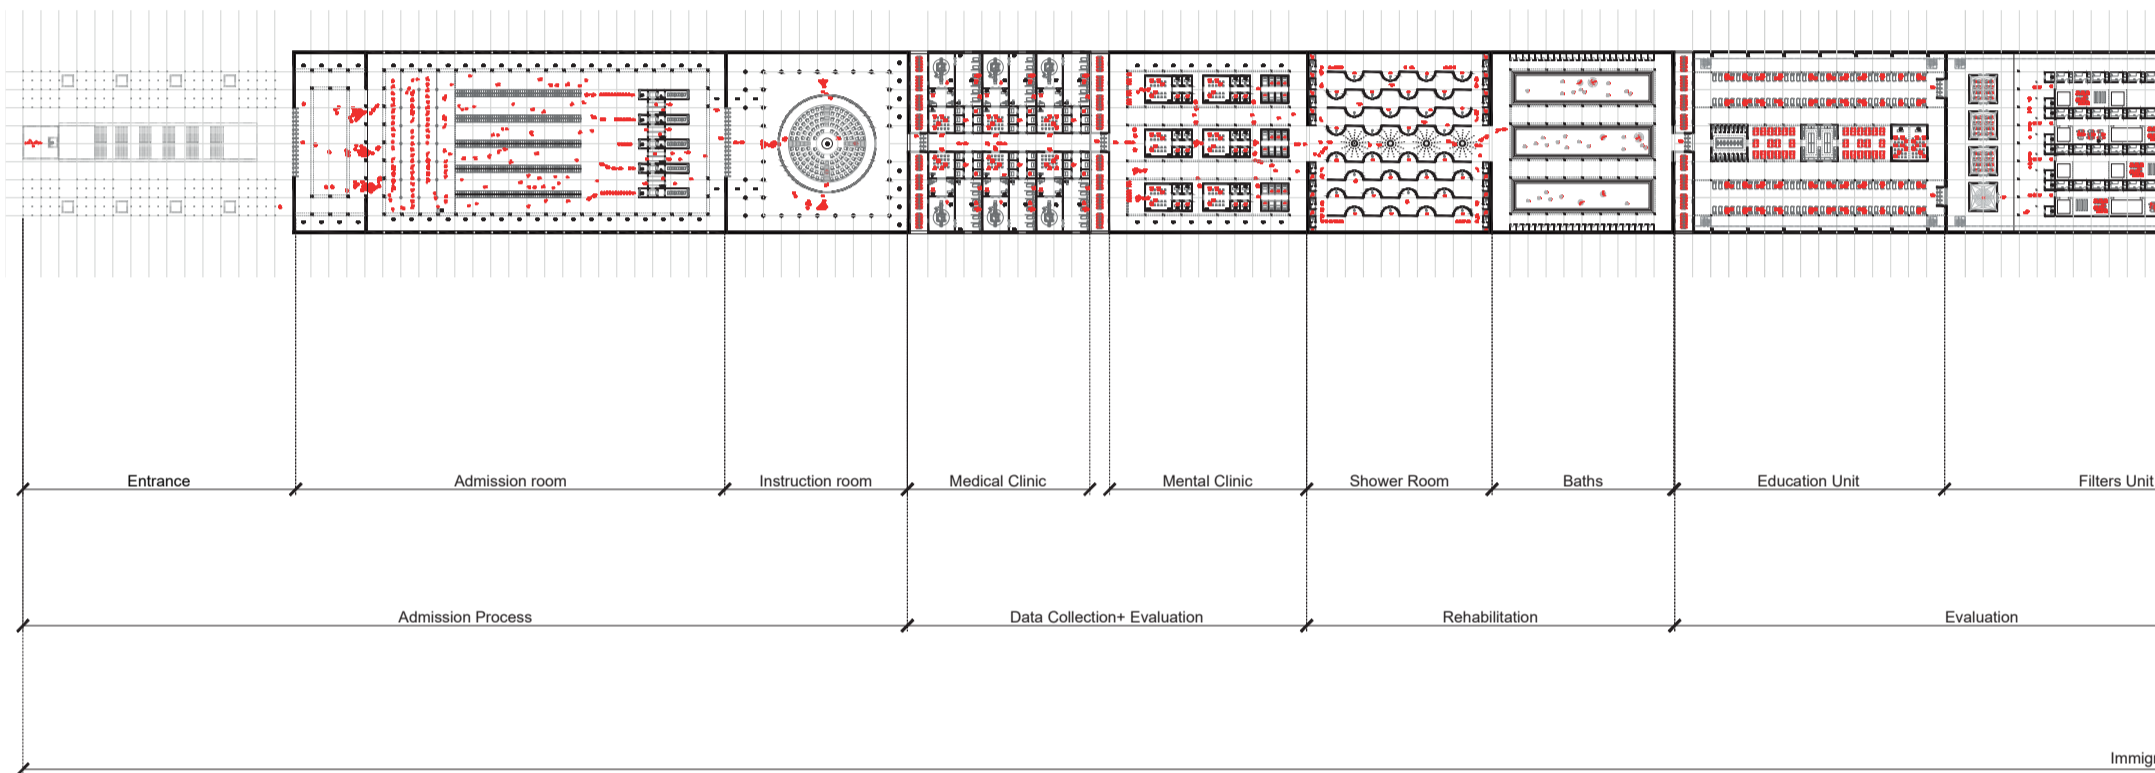 Entrance
Admission room
Instruction room
Medical Clinic
Mental Clinic
Shower Room
Baths
Education Unit
Filters Unit
Admission Process
Data Collection+ Evaluation
Rehabilitation
Evaluation
Immig